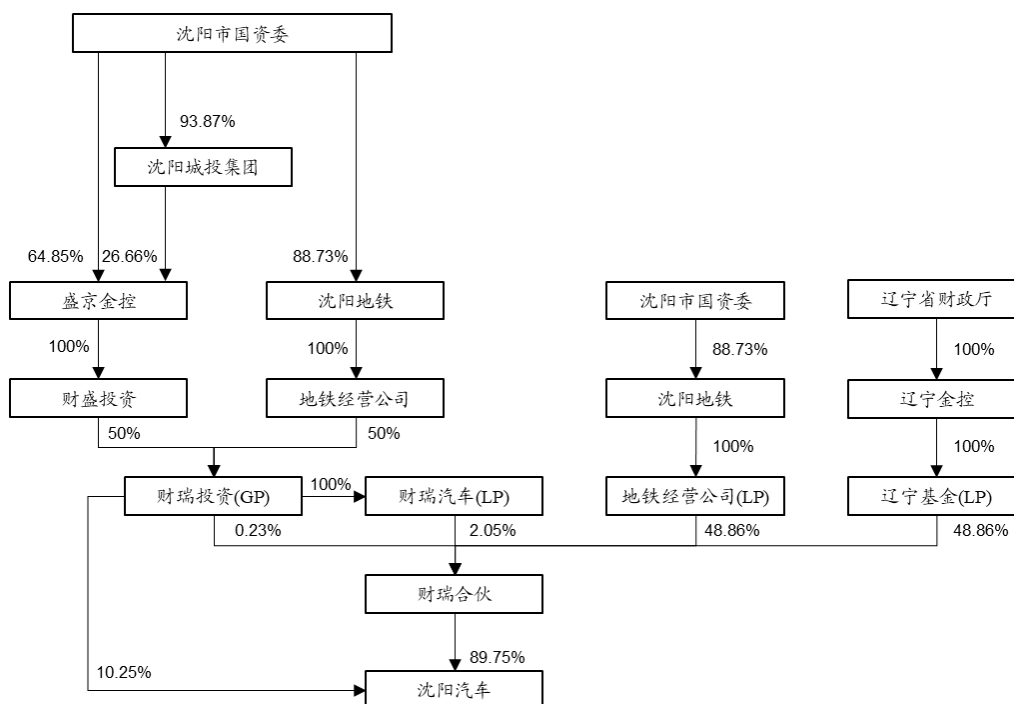 沈阳市国资委
93.87%
沈阳城投集团
64.85%
26.66%
88.73%
盛京金控
沈阳地铁
沈阳市国资委
辽宁省财政厅
100%
100%
88.73%
100%
财盛投资
地铁经营公司
沈阳地铁
辽宁金控
50%
50%
100%
100%
财瑞投资(GP)
100%
财瑞汽车(LP)
地铁经营公司(LP)
辽宁基金(LP)
0.23%
2.05%
48.86%
48.86%
财瑞合伙
89.75%
10.25%
沈阳汽车